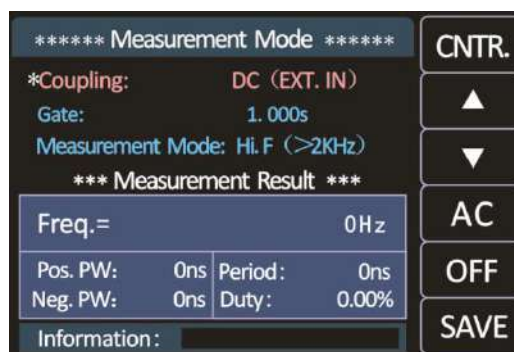 ****** Measurement Mode ******
*Coupling: DC (EXT. IN)
Gate: 1.000s
Measurement Mode: Hi.F (>2KHz)
*** Measurement Result ***
Freq.= 0Hz
Pos. PW: 0ns Period: 0ns
Neg. PW: 0ns Duty: 0.00%
Information:
CNTR.
▲
▼
AC
OFF
SAVE